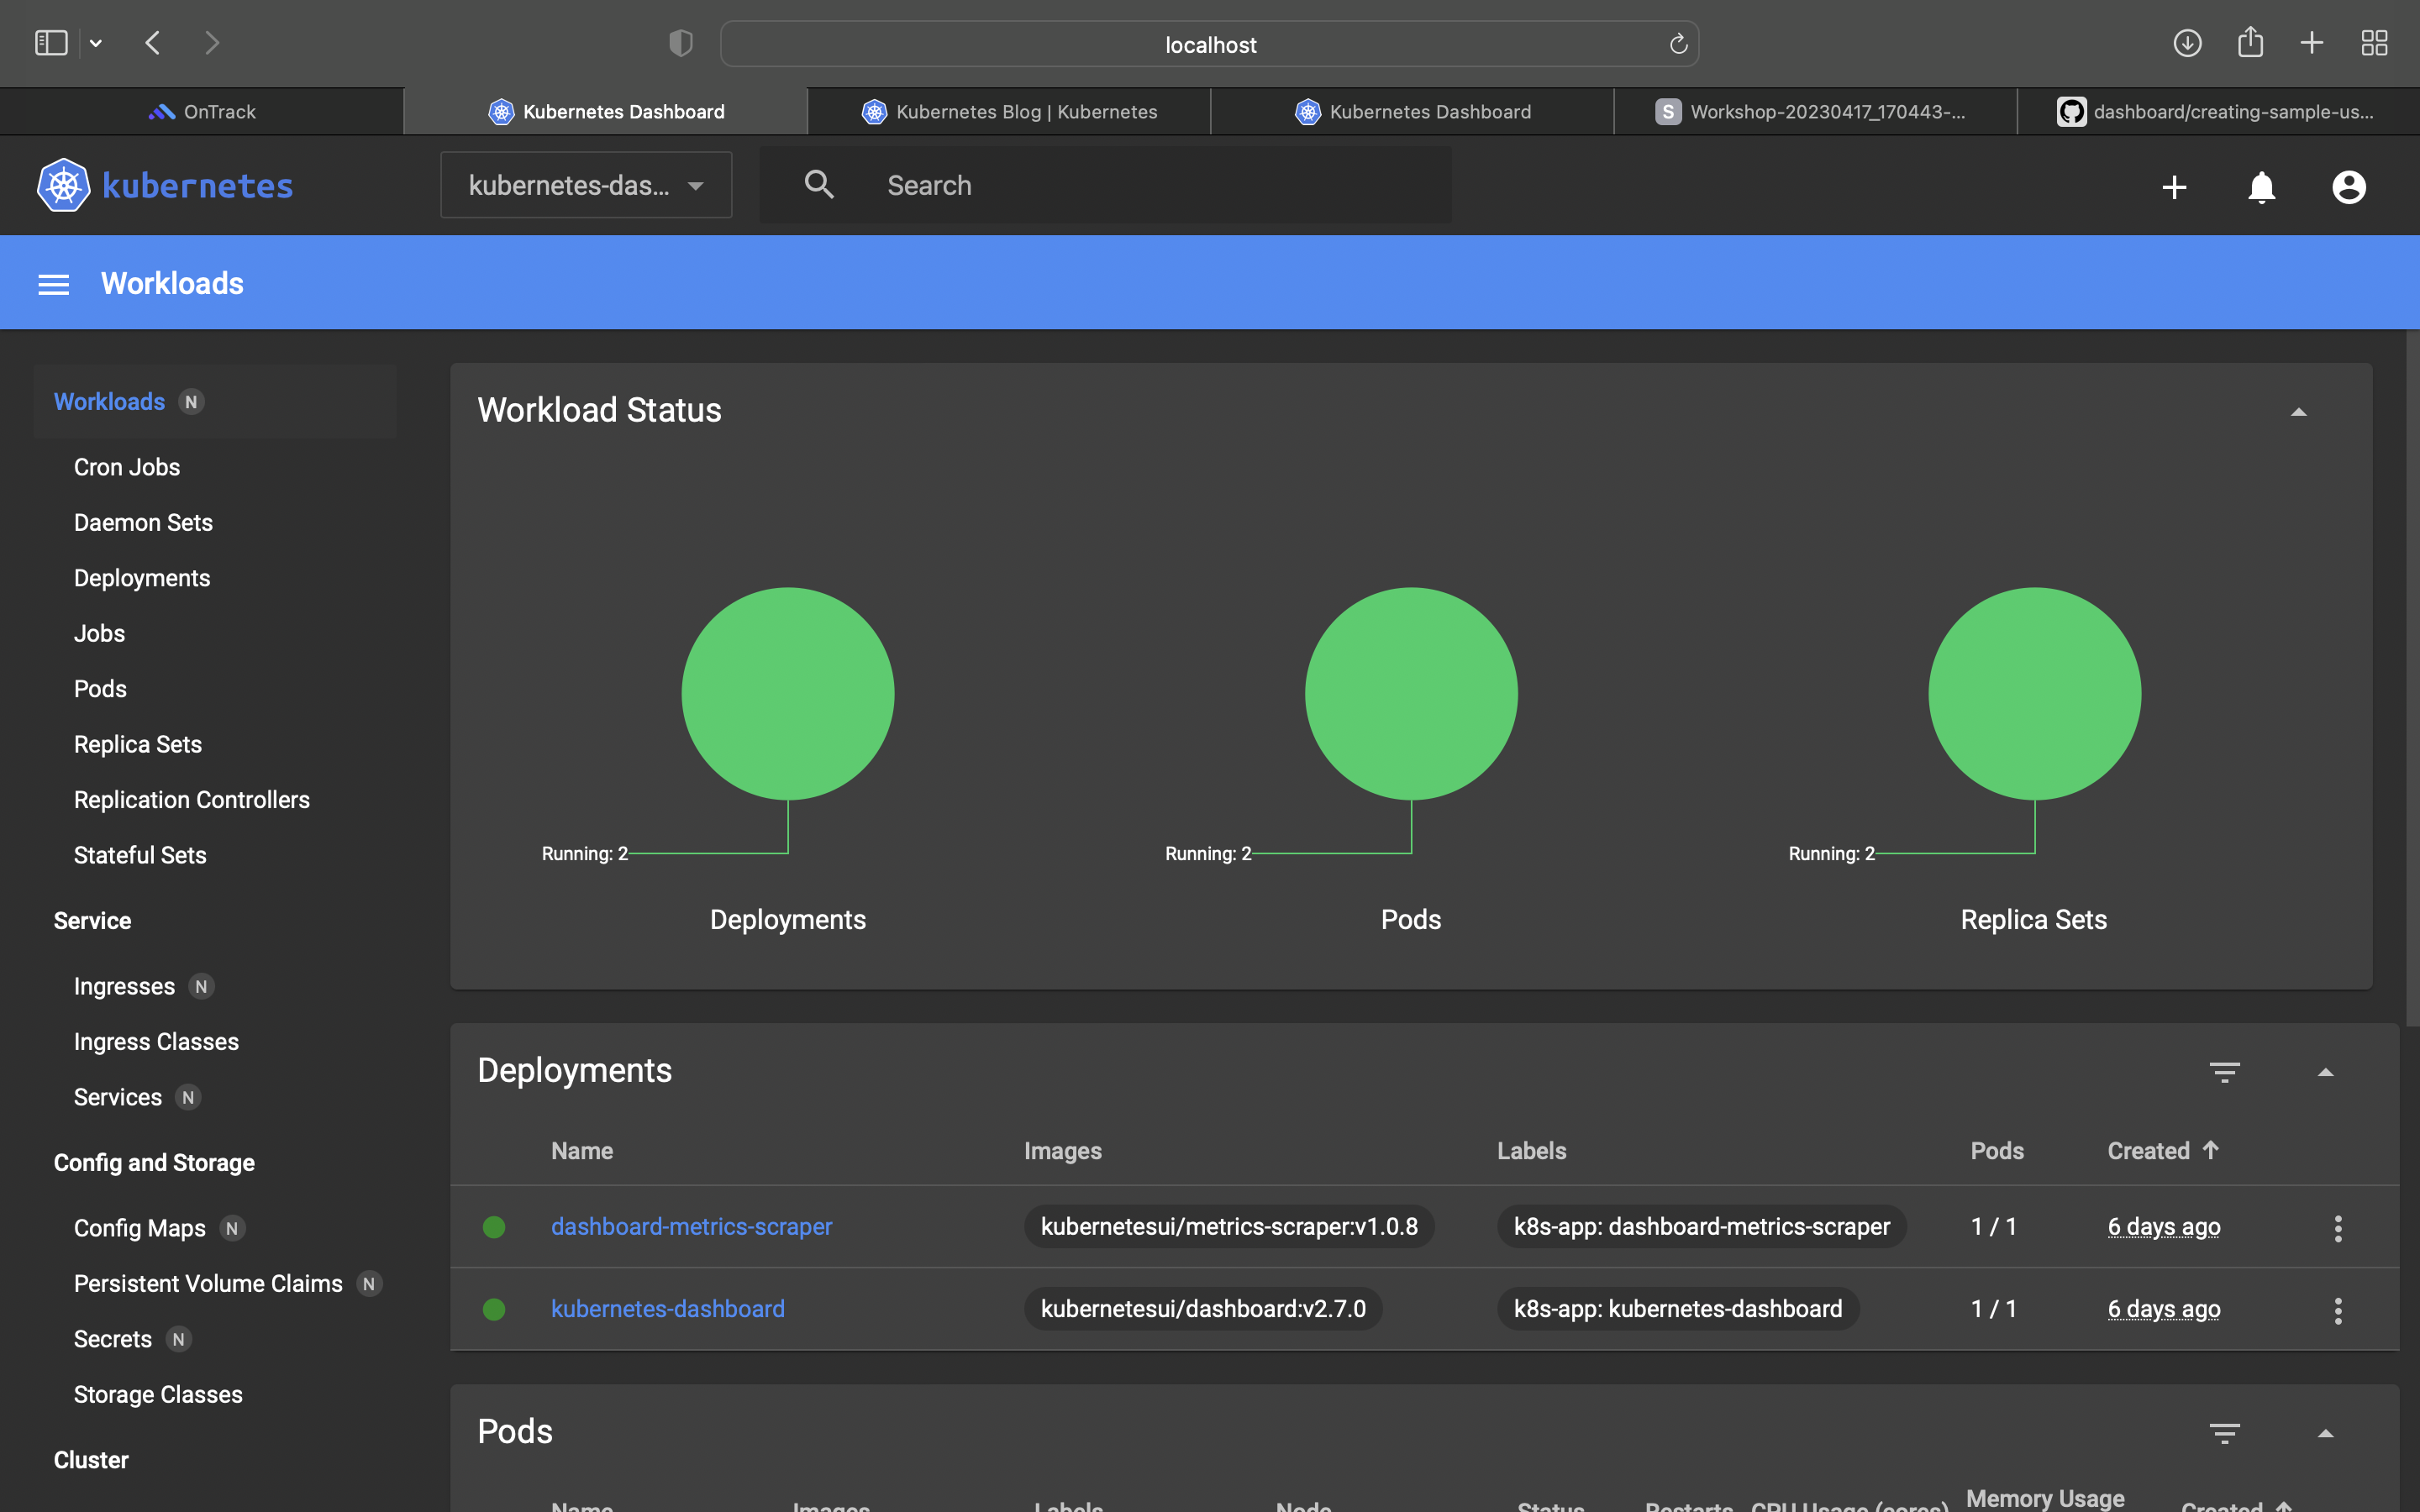 localhost
OnTrack
Kubernetes Dashboard
Kubernetes Blog | Kubernetes
Kubernetes Dashboard
S
Workshop-20230417_170443-...
dashboard/creating-sample-us...
kubernetes
kubernetes-das...
Search
Workloads
Workloads N
Cron Jobs
Daemon Sets
Deployments
Jobs
Pods
Replica Sets
Replication Controllers
Stateful Sets
Service
Ingresses N
Ingress Classes
Services N
Config and Storage
Config Maps N
Persistent Volume Claims N
Secrets N
Storage Classes
Cluster
Workload Status
Running: 2
Running: 2
Running: 2
Deployments
Pods
Replica Sets
Deployments
Name Images Labels Pods Created
dashboard-metrics-scraper kubernetesui/metrics-scraper:v1.0.8 k8s-app: dashboard-metrics-scraper 1 / 1 6 days ago
kubernetes-dashboard kubernetesui/dashboard:v2.7.0 k8s-app: kubernetes-dashboard 1 / 1 6 days ago
Pods
Name Images Labels Node Status Restarts CPU Usage (cores) Memory Usage Created